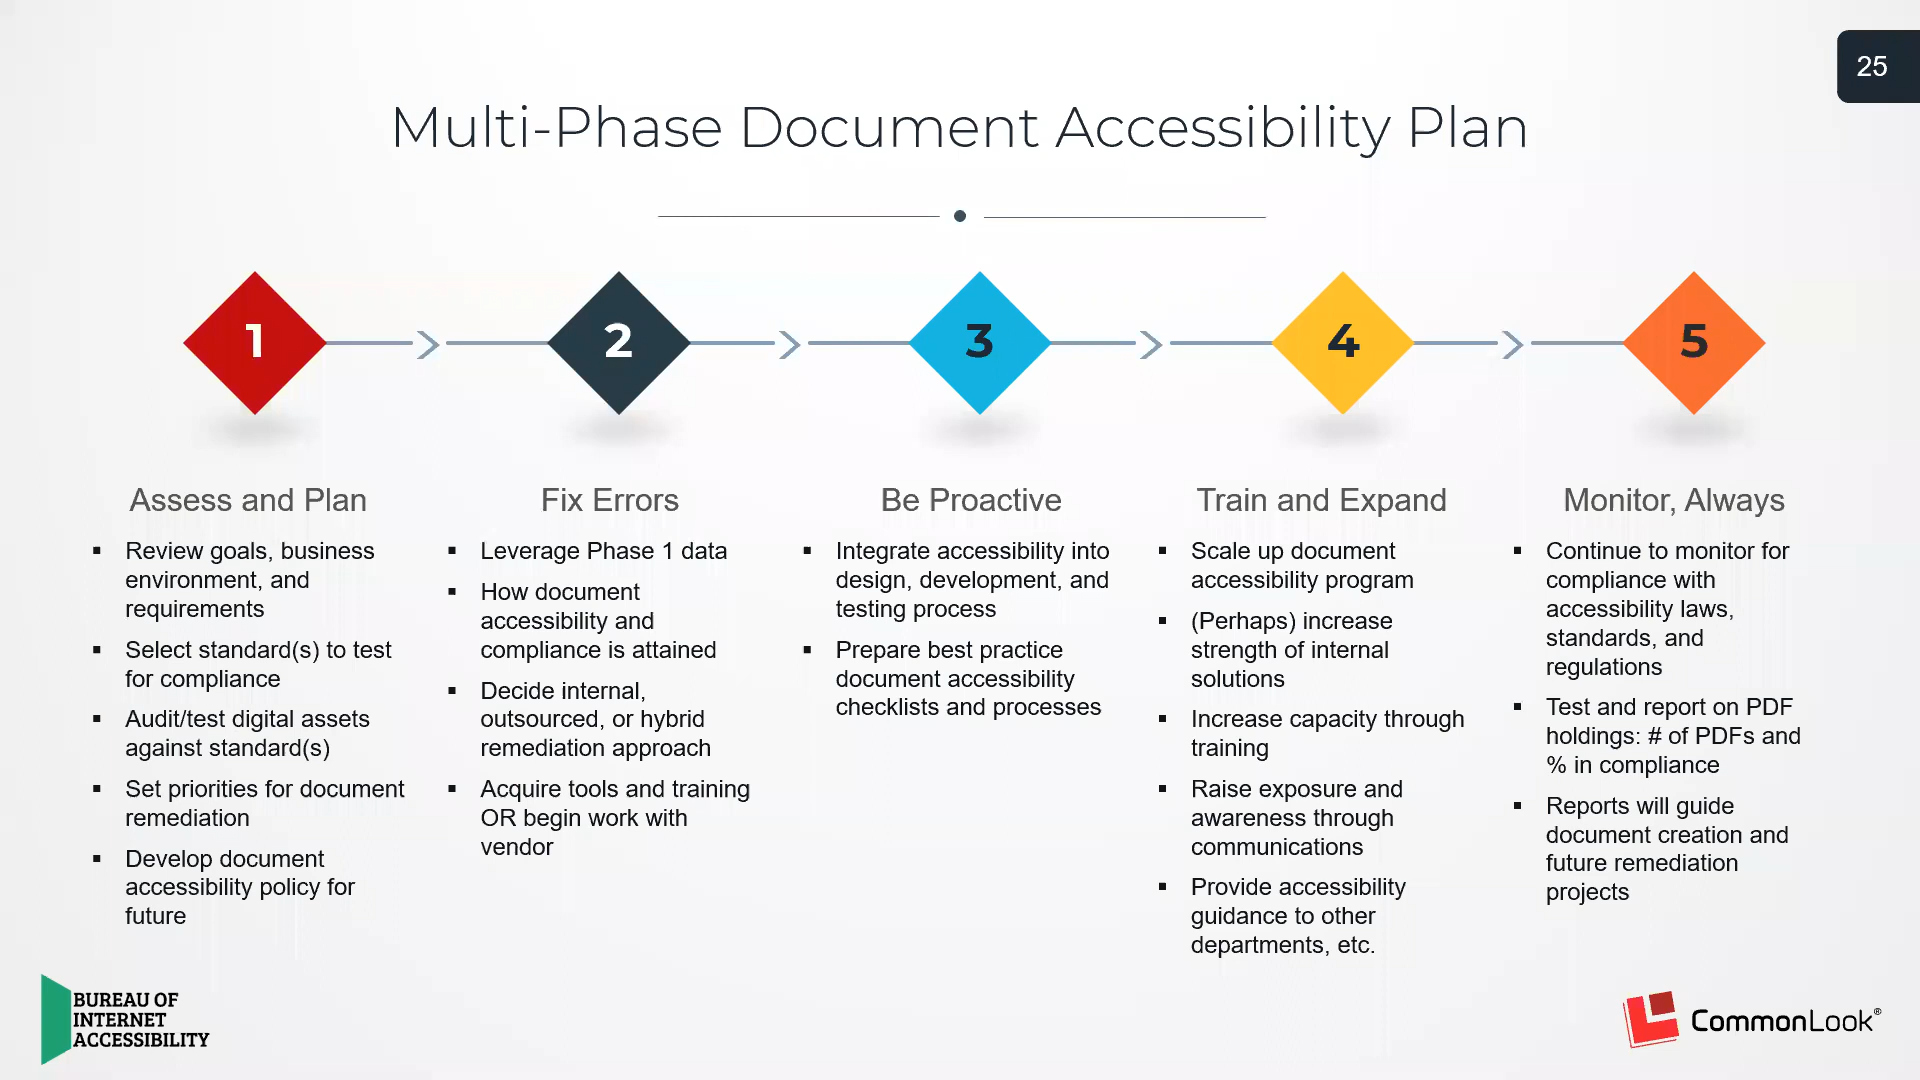 25
Multi-Phase Document Accessibility Plan
1
2
3
4
5
Assess and Plan
▪ Review goals, business
environment, and
requirements
▪ Select standard(s) to test
for compliance
▪ Audit/test digital assets
against standard(s)
▪ Set priorities for document
remediation
▪ Develop document
accessibility policy for
future
Fix Errors
▪ Leverage Phase 1 data
▪ How document
accessibility and
compliance is attained
▪ Decide internal,
outsourced, or hybrid
remediation approach
▪ Acquire tools and training
OR begin work with
vendor
Be Proactive
▪ Integrate accessibility into
design, development, and
testing process
▪ Prepare best practice
document accessibility
checklists and processes
Train and Expand
▪ Scale up document
accessibility program
▪ (Perhaps) increase
strength of internal
solutions
▪ Increase capacity through
training
▪ Raise exposure and
awareness through
communications
▪ Provide accessibility
guidance to other
departments, etc.
Monitor, Always
▪ Continue to monitor for
compliance with
accessibility laws,
standards, and
regulations
▪ Test and report on PDF
holdings: # of PDFs and
% in compliance
▪ Reports will guide
document creation and
future remediation
projects
BUREAU OF
INTERNET
ACCESSIBILITY
CommonLook®